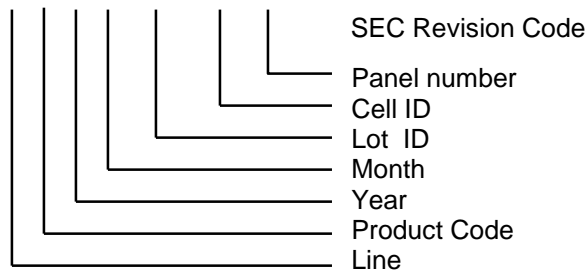 SEC Revision Code
Panel number
Cell ID
Lot ID
Month
Year
Product Code
Line